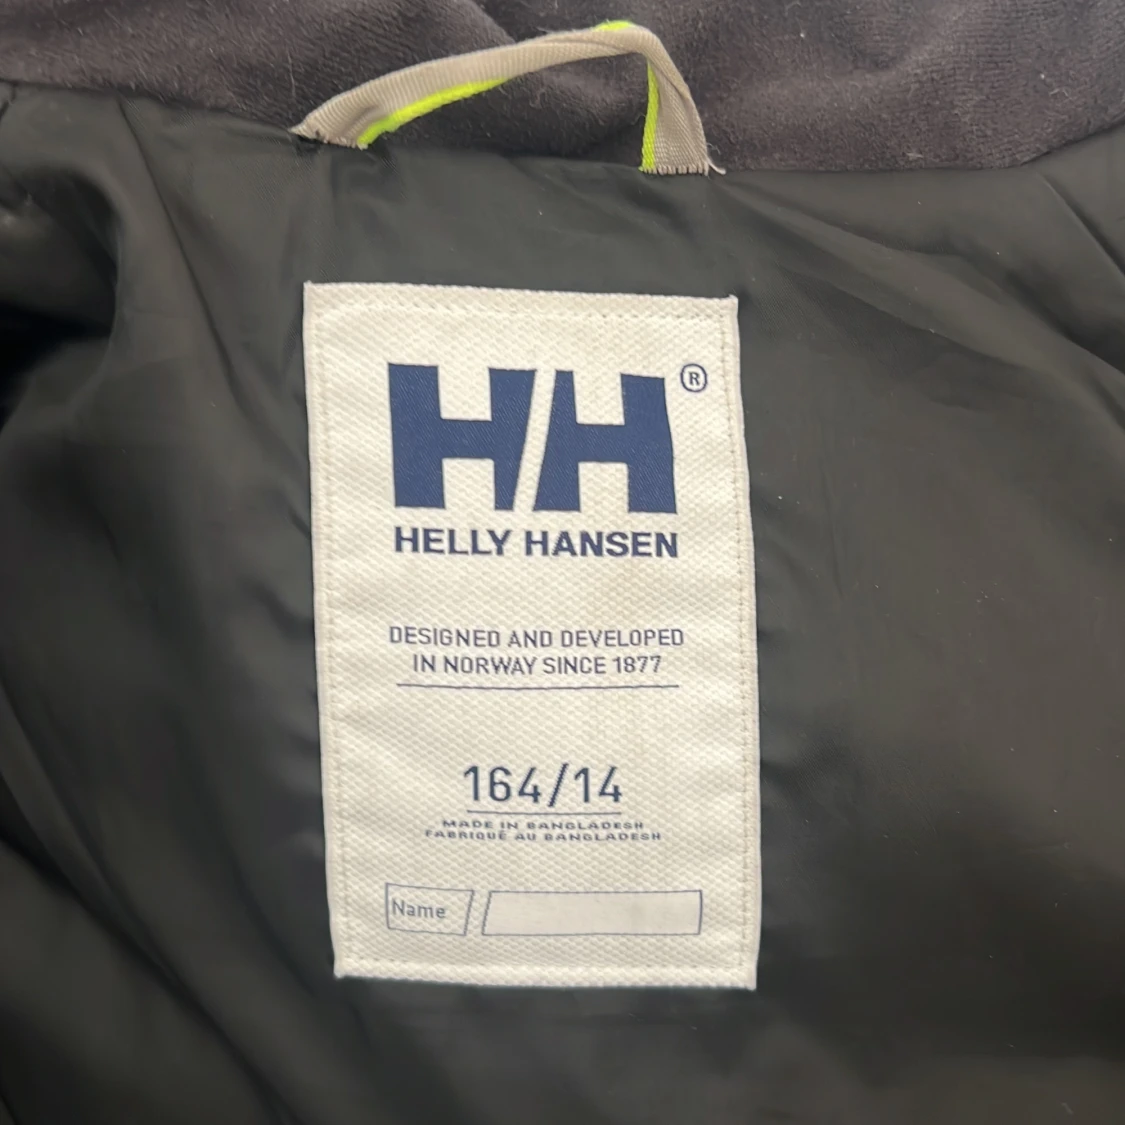 HH®
HELLY HANSEN
DESIGNED AND DEVELOPED
IN NORWAY SINCE 1877
164/14
MADE IN BANGLADESH
FABRIQUÉ AU BANGLADESH
Name